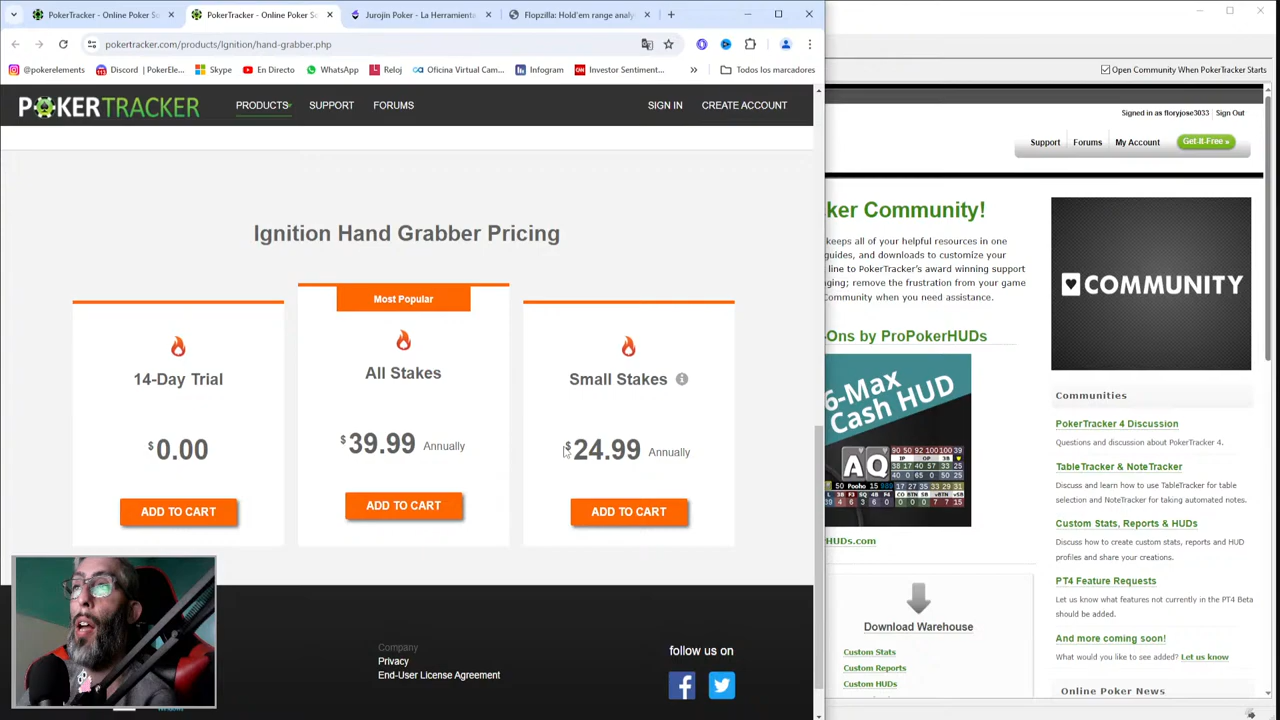 PokerTracker - Online Poker So
PokerTracker - Online Poker So
Jurojin Poker - La Herramienta
Flopzilla: Hold'em range analy
pokertracker.com/products/Ignition/hand-grabber.php
@pokerelements
Discord | PokerEle...
Skype
En Directo
WhatsApp
Reloj
Oficina Virtual Cam...
Infogram
Investor Sentiment...
Todos los marcadores
POKERTRACKER
PRODUCTS
SUPPORT
FORUMS
SIGN IN
CREATE ACCOUNT
Ignition Hand Grabber Pricing
14-Day Trial
$0.00
ADD TO CART
Most Popular
All Stakes
$39.99 Annually
ADD TO CART
Small Stakes
$24.99 Annually
ADD TO CART
Company
Privacy
End-User License Agreement
follow us on
Open Community When PokerTracker Starts
Signed in as floryjose3033 | Sign Out
Support
Forums
My Account
Get-It-Free »
ker Community!
keeps all of your helpful resources in one
guides, and downloads to customize your
line to PokerTracker's award winning support
ging; remove the frustration from your game
Community when you need assistance.
-Ons by ProPokerHUDs
6-Max
Cash HUD
AQ
HUDs.com
Download Warehouse
Custom Stats
Custom Reports
Custom HUDs
COMMUNITY
Communities
PokerTracker 4 Discussion
Questions and discussion about PokerTracker 4.
TableTracker & NoteTracker
Discuss and learn how to use TableTracker for table
selection and NoteTracker for taking automated notes.
Custom Stats, Reports & HUDs
Discuss how to create custom stats, reports and HUD
profiles and share your creations.
PT4 Feature Requests
Let us know what features not currently in the PT4 Beta
should be added.
And more coming soon!
What would you like to see added? Let us know
Online Poker News